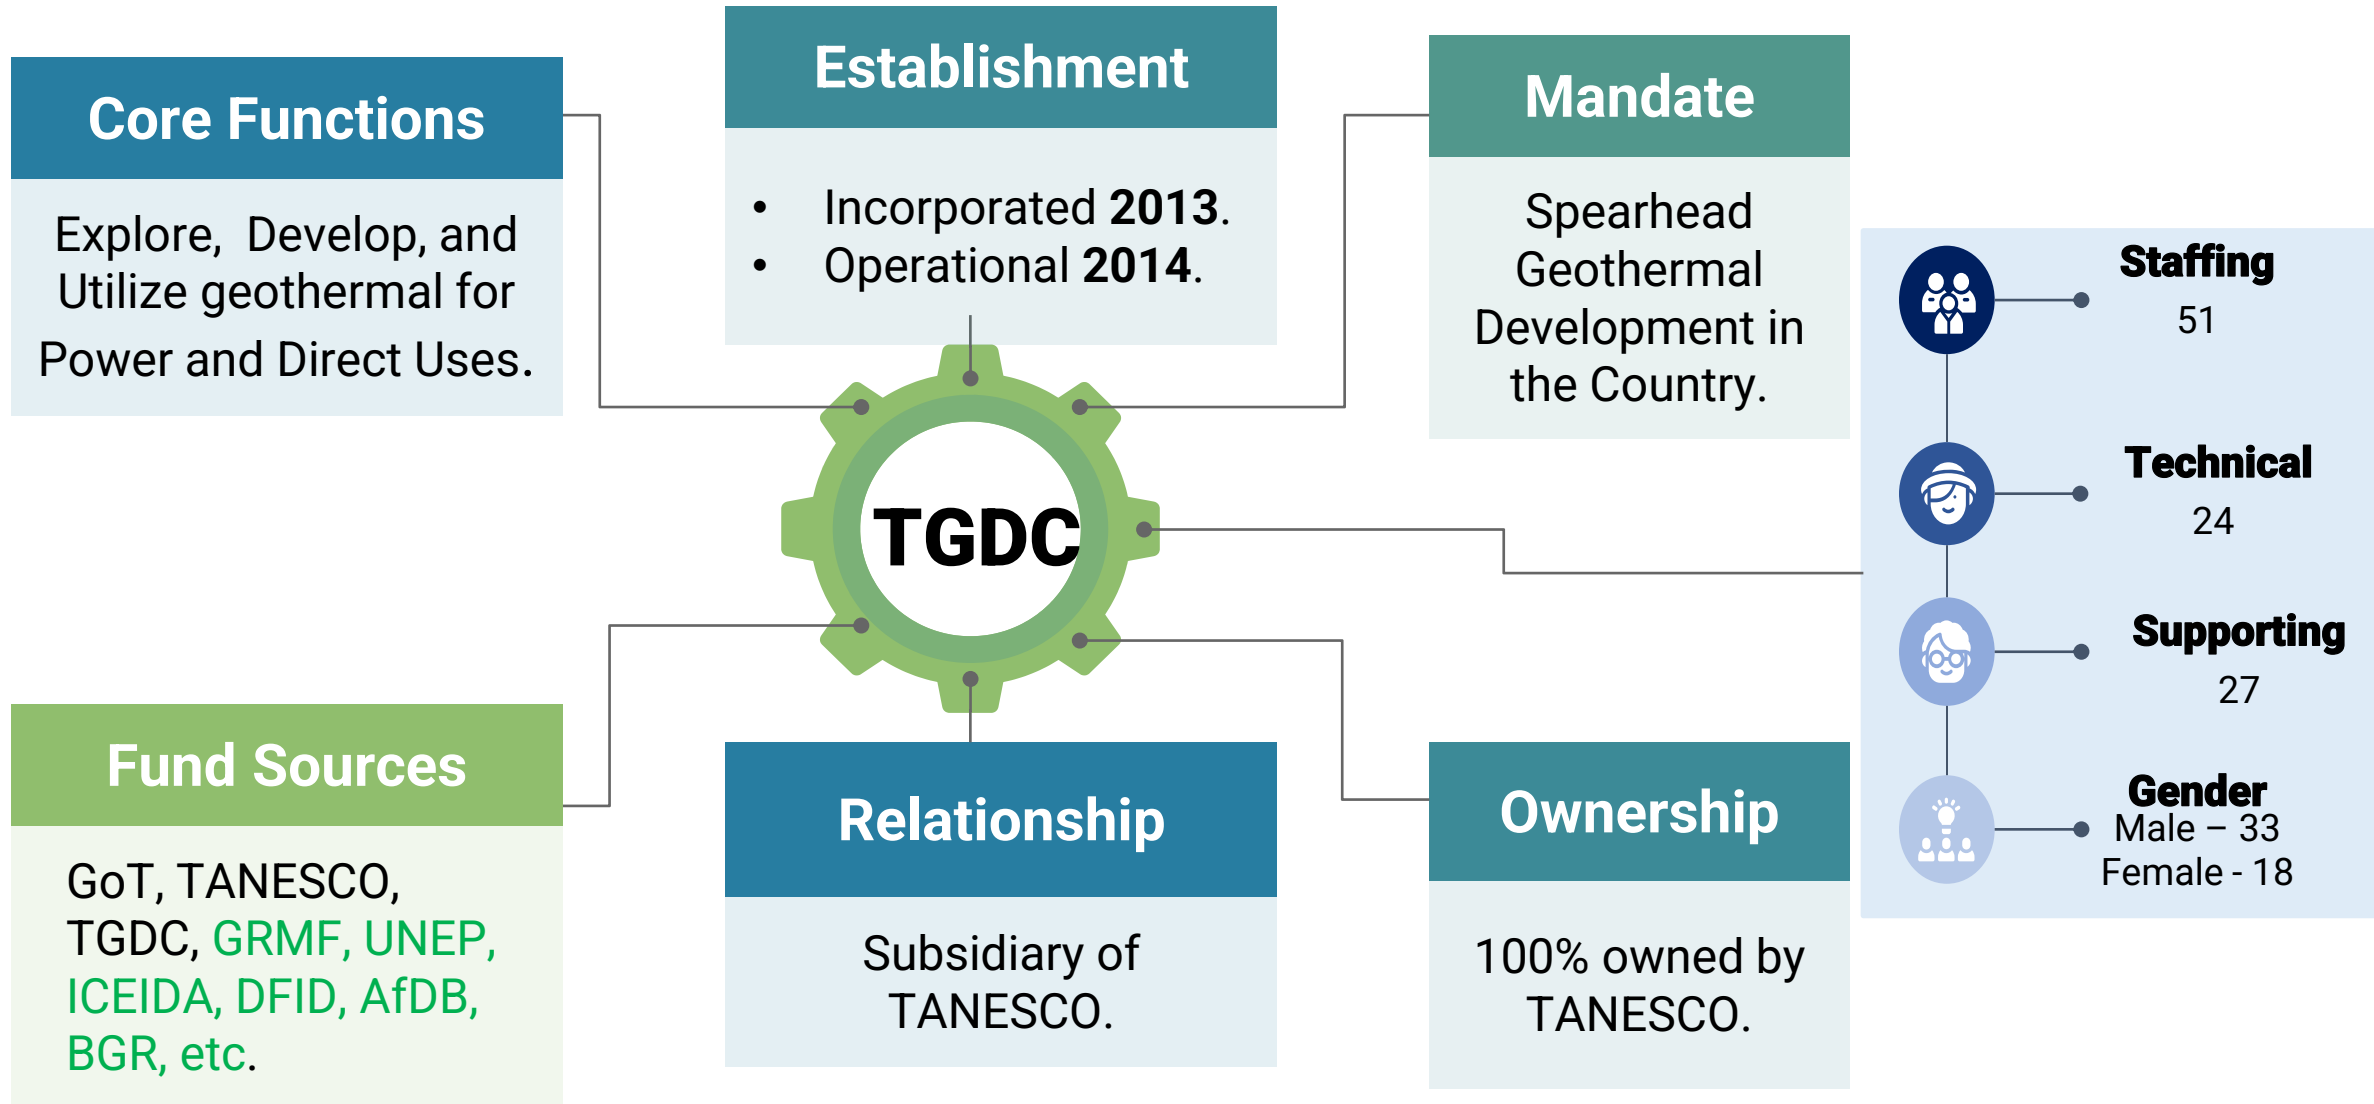 Core Functions
Explore, Develop, and
Utilize geothermal for
Power and Direct Uses.
Establishment
• Incorporated 2013.
• Operational 2014.
Mandate
Spearhead
Geothermal
Development in
the Country.
TGDC
Staffing
51
Technical
24
Supporting
27
Gender
Male – 33
Female - 18
Fund Sources
GoT, TANESCO,
TGDC, GRMF, UNEP,
ICEIDA, DFID, AfDB,
BGR, etc.
Relationship
Subsidiary of
TANESCO.
Ownership
100% owned by
TANESCO.